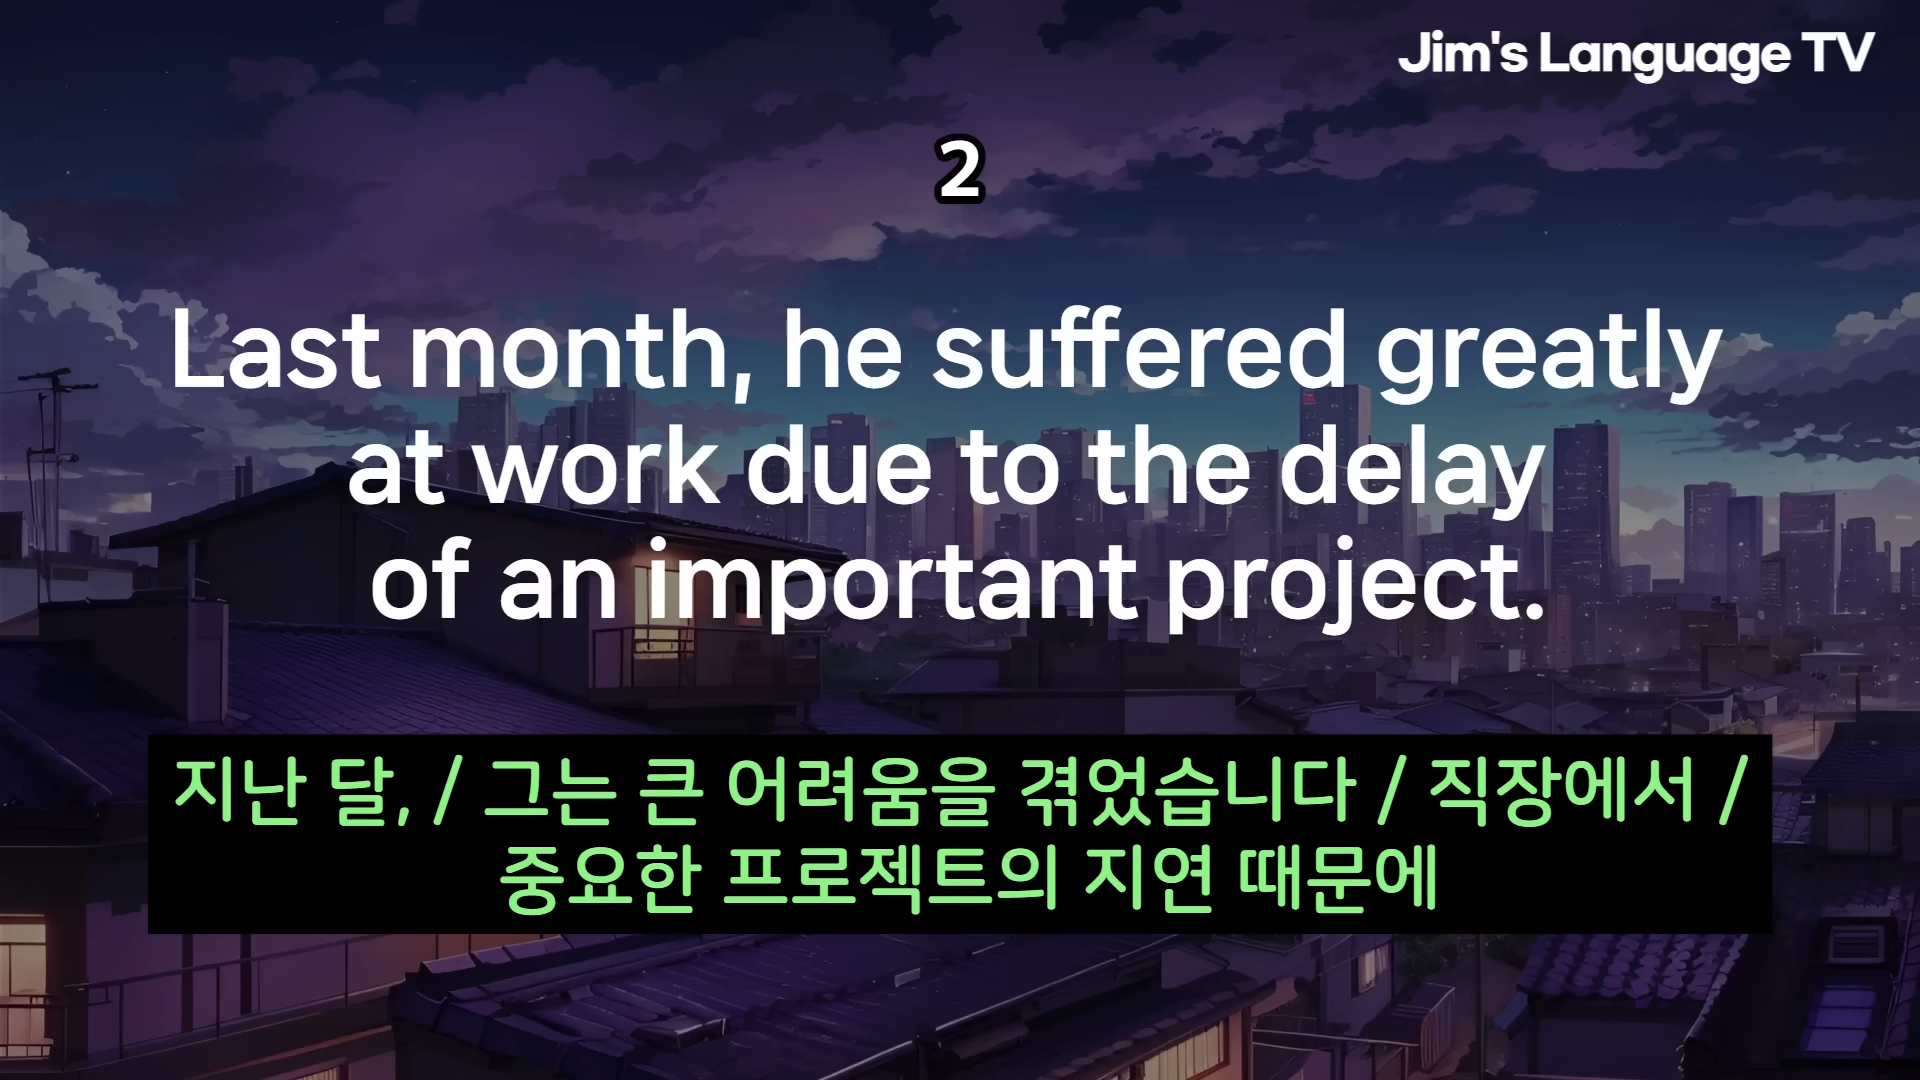 Jim's Language TV
2
Last month, he suffered greatly
at work due to the delay
of an important project.
지난 달, / 그는 큰 어려움을 겪었습니다 / 직장에서 /
중요한 프로젝트의 지연 때문에